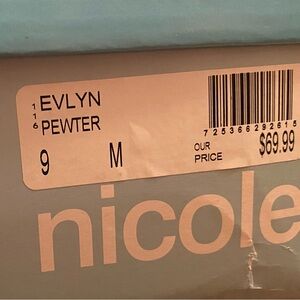 116
EVLYN
PEWTER
9 M
725366292615
OUR PRICE $69.99
nicole